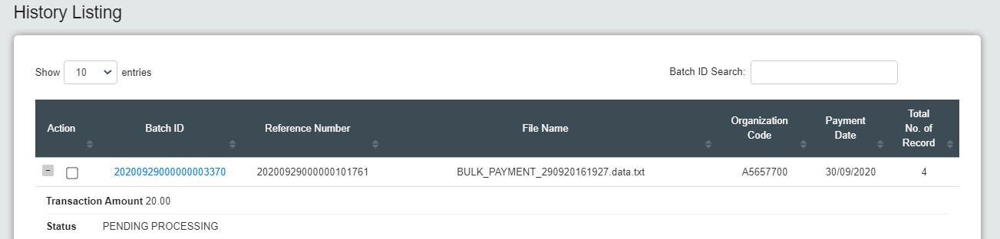 History Listing
Show 10 entries
Batch ID Search:
Action Batch ID Reference Number File Name Organization Code Payment Date Total No. of Record
20200929000000003370 20200929000000101761 BULK_PAYMENT_290920161927.data.txt A5657700 30/09/2020 4
Transaction Amount 20.00
Status PENDING PROCESSING